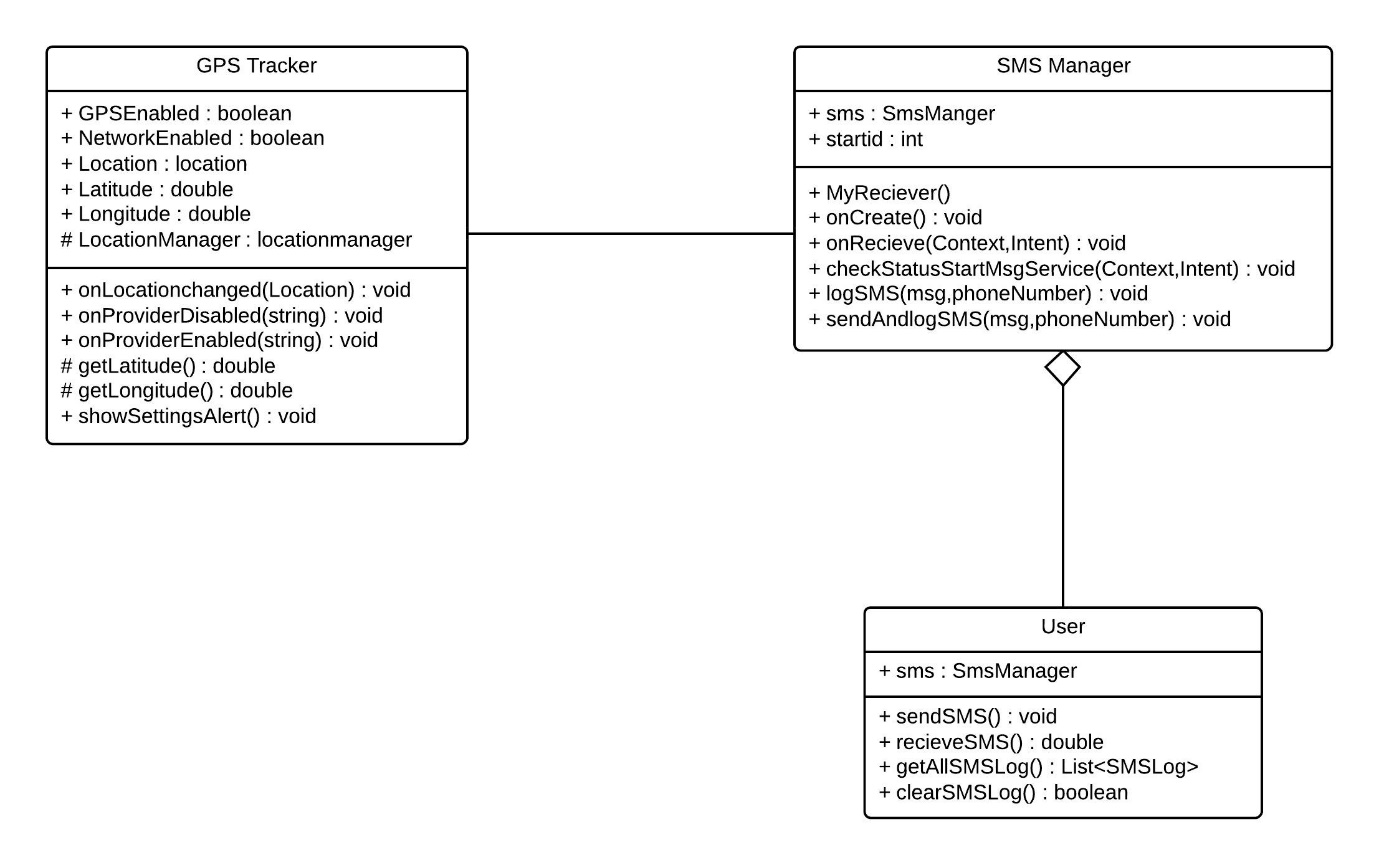 GPS Tracker
+ GPSEnabled : boolean
+ NetworkEnabled : boolean
+ Location : location
+ Latitude : double
+ Longitude : double
# LocationManager : locationmanager
+ onLocationchanged(Location) : void
+ onProviderDisabled(string) : void
+ onProviderEnabled(string) : void
# getLatitude() : double
# getLongitude() : double
+ showSettingsAlert() : void
SMS Manager
+ sms : SmsManger
+ startid : int
+ MyReciever()
+ onCreate() : void
+ onRecieve(Context,Intent) : void
+ checkStatusStartMsgService(Context,Intent) : void
+ logSMS(msg,phoneNumber) : void
+ sendAndlogSMS(msg,phoneNumber) : void
User
+ sms : SmsManager
+ sendSMS() : void
+ recieveSMS() : double
+ getAllSMSLog() : List<SMSLog>
+ clearSMSLog() : boolean